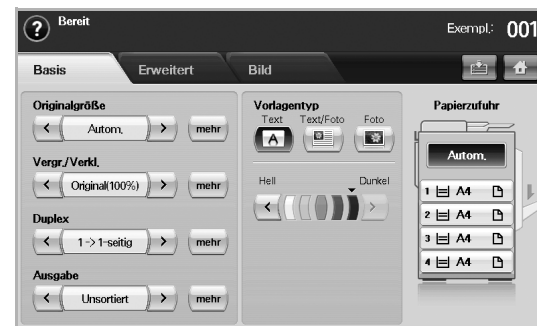 Bereit
Exempl.: 001
Basis Erweitert Bild
Originalgröße
Autom.
mehr
Vergr./Verkl.
Original(100%)
mehr
Duplex
1->1-seitig
mehr
Ausgabe
Unsortiert
mehr
Vorlagentyp
Text Text/Foto Foto
A
Hell Dunkel
Papierzufuhr
Autom.
1 A4
2 A4
3 A4
4 A4